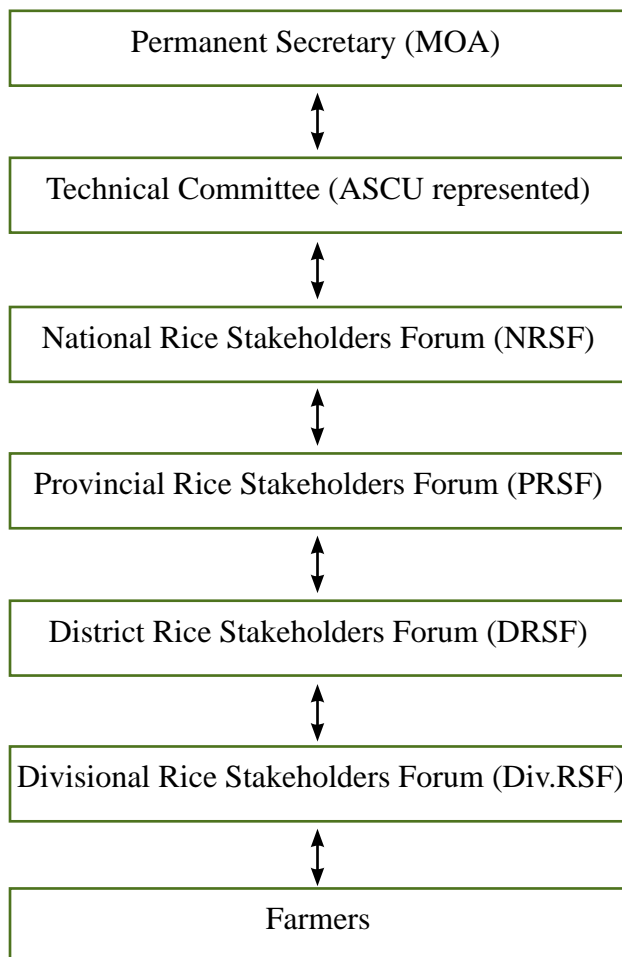 Permanent Secretary (MOA)
Technical Committee (ASCU represented)
National Rice Stakeholders Forum (NRSF)
Provincial Rice Stakeholders Forum (PRSF)
District Rice Stakeholders Forum (DRSF)
Divisional Rice Stakeholders Forum (Div.RSF)
Farmers